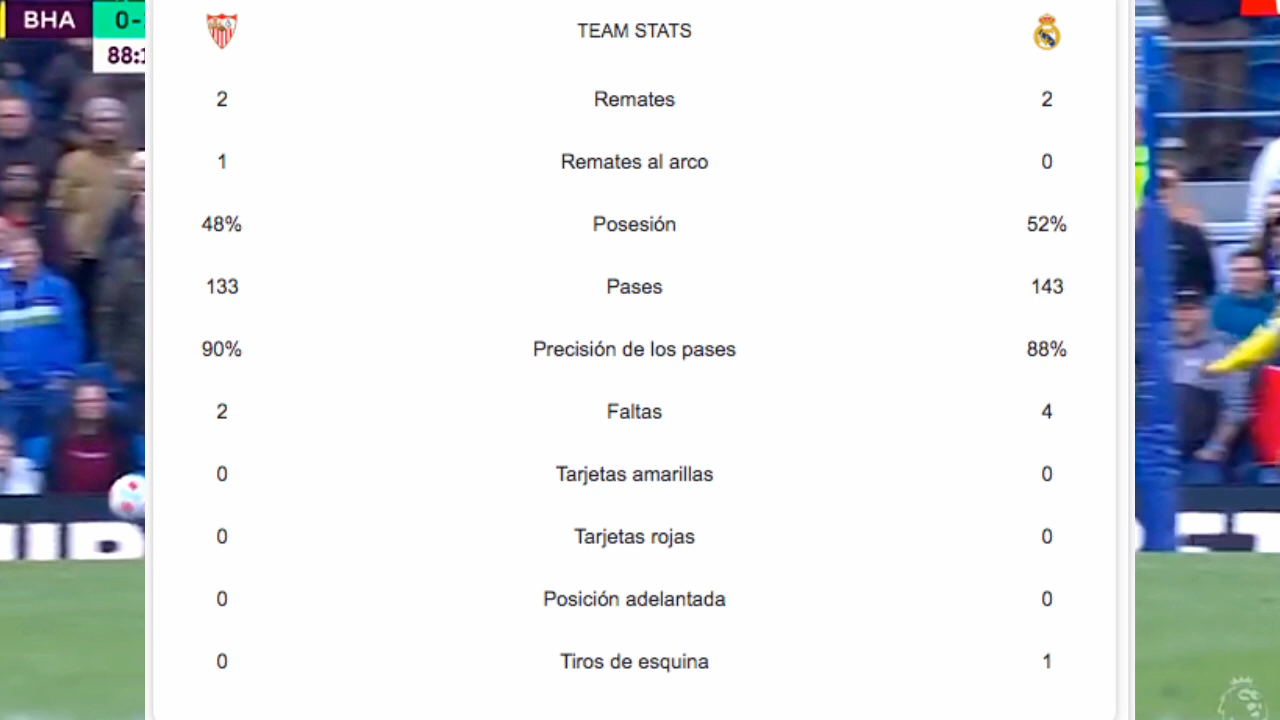 BHA 0-
88:
TEAM STATS
2 Remates 2
1 Remates al arco 0
48% Posesión 52%
133 Pases 143
90% Precisión de los pases 88%
2 Faltas 4
0 Tarjetas amarillas 0
0 Tarjetas rojas 0
0 Posición adelantada 0
0 Tiros de esquina 1